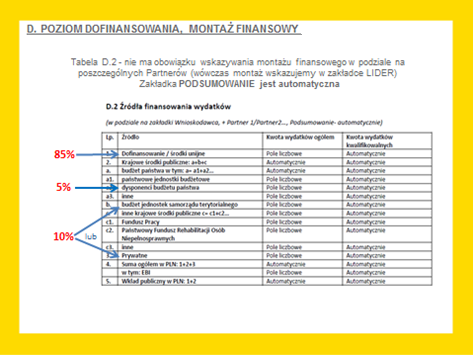 D. POZIOM DOFINANSOWANIA, MONTAŻ FINANSOWY
Tabela D.2 - nie ma obowiązku wskazywania montażu finansowego w podziale na
poszczególnych Partnerów (wówczas montaż wskazujemy w zakładce LIDER)
Zakładka PODSUMOWANIE jest automatyczna
D.2 Źródła finansowania wydatków
(w podziale na zakładki Wnioskodawca, + Partner 1/Partner2..., Podsumowanie- automatycznie)
Lp. Źródło Kwota wydatków ogółem Kwota wydatków kwalifikowalnych
85% 1. Dofinansowanie / środki unijne Pole liczbowe Automatycznie
2. Krajowe środki publiczne: a+b+c Automatycznie Automatycznie
a. budżet państwa w tym: a= a1+a2... Automatycznie Automatycznie
a1. państwowe jednostki budżetowe Pole liczbowe Automatycznie
5% dysponenci budżetu państwa Pole liczbowe Automatycznie
a3. inne Pole liczbowe Automatycznie
b. budżet jednostek samorządu terytorialnego Pole liczbowe Automatycznie
inne krajowe środki publiczne c= c1+c2... Pole liczbowe Automatycznie
10% lub c1. Fundusz Pracy Pole liczbowe Automatycznie
c2. Państwowy Fundusz Rehabilitacji Osób Niepełnosprawnych Pole liczbowe Automatycznie
c3. inne Pole liczbowe Automatycznie
3. Prywatne Pole liczbowe Automatycznie
4. Suma ogółem w PLN: 1+2+3 Automatycznie Automatycznie
w tym: EBI Pole liczbowe Automatycznie
5. Wkład publiczny w PLN: 1+2 Automatycznie Automatycznie